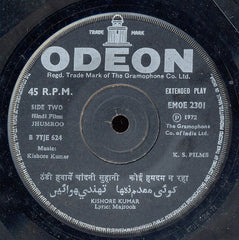 TRADE MARK
ODEON
Regd. Trade Mark of The Gramophone Co. India Ltd.
45 R.P.M.
EXTENDED PLAY
SIDE TWO
EMOE 2301
Hindi Film
JHUMROO
℗ 1972
B 7TJE 624
The Gramophone Co. of India Ltd.
Music:
Kishore Kumar
K. S. FILMS
ठंडी हवायें चांदनी सुहानी कोई हमदम न रहा
KISHORE KUMAR
Lyric: Majrooh